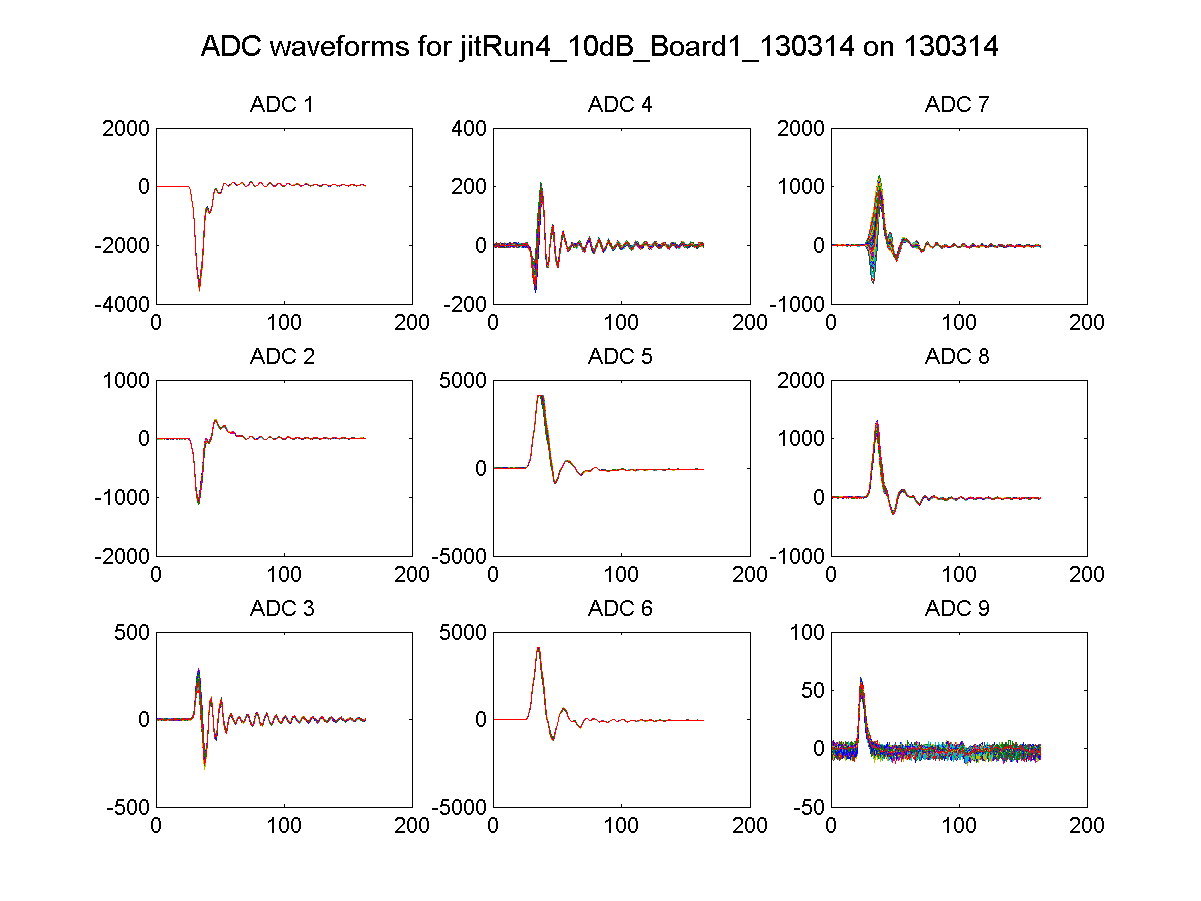 ADC waveforms for jitRun4_10dB_Board1_130314 on 130314
ADC 1
2000
0
-2000
-4000
0 100 200
ADC 4
400
200
0
-200
0 100 200
ADC 7
2000
1000
0
-1000
0 100 200
ADC 2
1000
0
-1000
-2000
0 100 200
ADC 5
5000
0
-5000
0 100 200
ADC 8
2000
1000
0
-1000
0 100 200
ADC 3
500
0
-500
0 100 200
ADC 6
5000
0
-5000
0 100 200
ADC 9
100
50
0
-50
0 100 200